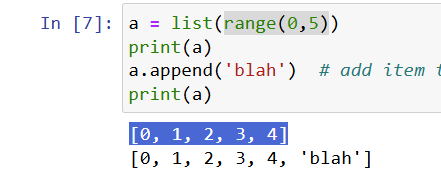 In [7]: a = list(range(0,5))
print(a)
a.append('blah')  # add item
print(a)
[0, 1, 2, 3, 4]
[0, 1, 2, 3, 4, 'blah']